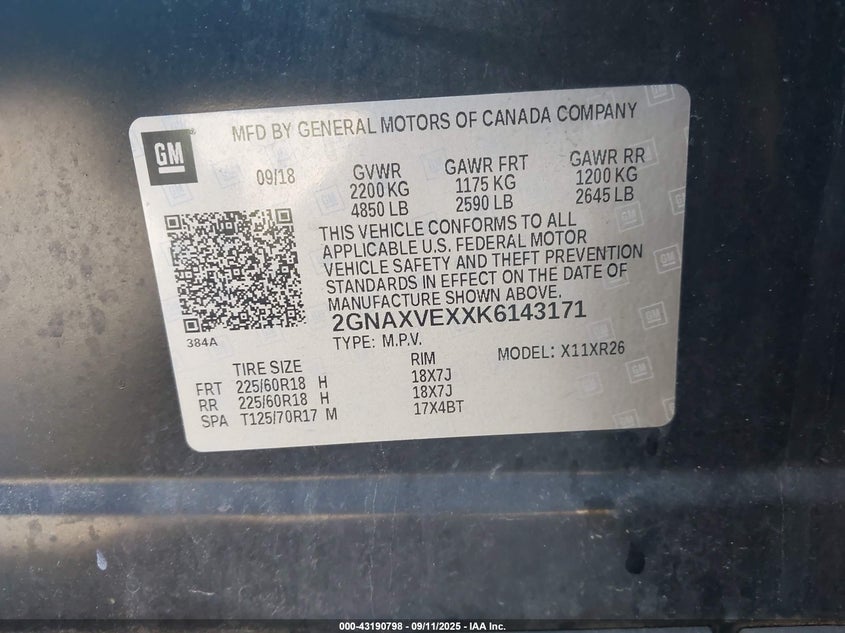 GM
MFD BY GENERAL MOTORS OF CANADA COMPANY
09/18 GVWR GAWR FRT GAWR RR
2200 KG 1175 KG 1200 KG
4850 LB 2590 LB 2645 LB
THIS VEHICLE CONFORMS TO ALL
APPLICABLE U.S. FEDERAL MOTOR
VEHICLE SAFETY AND THEFT PREVENTION
STANDARDS IN EFFECT ON THE DATE OF
MANUFACTURE SHOWN ABOVE.
2GNAXVEXXK6143171
384A
TYPE: M.P.V. MODEL: X11XR26
TIRE SIZE RIM
FRT 225/60R18 H 18X7J
RR 225/60R18 H 18X7J
SPA T125/70R17 M 17X4BT
000-43190798 - 09/11/2025 - IAA Inc.